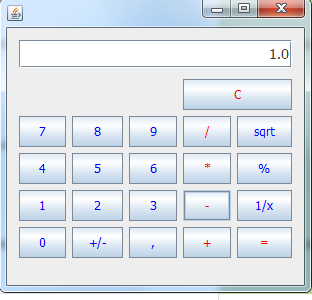 1.0
C
7 8 9 / sqrt
4 5 6 * %
1 2 3 - 1/x
0 +/- , + =